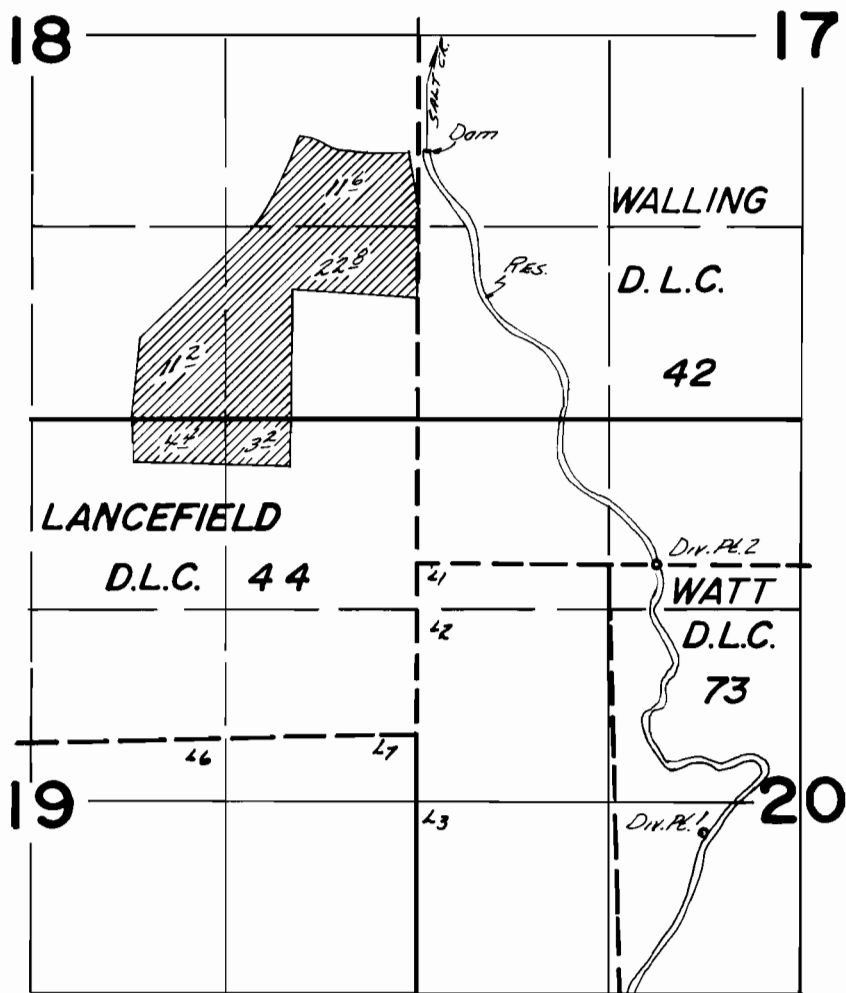 18
17
SALT CR.
Dam
11 6
WALLING
22 8
RES.
D.L.C.
11 2
42
4 4
3 2
LANCEFIELD
Div. Pt. 2
D.L.C. 44
L1
WATT
L2
D.L.C.
73
L6
L7
19
L3
Div. Pt. 1
20